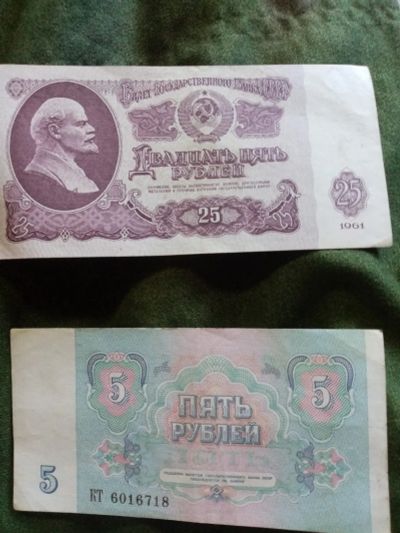 Билет Государственного Банка СССР
Двадцать пять
рублей
25
25
1961
5
5
ПЯТЬ
РУБЛЕЙ
5
КТ 6016718